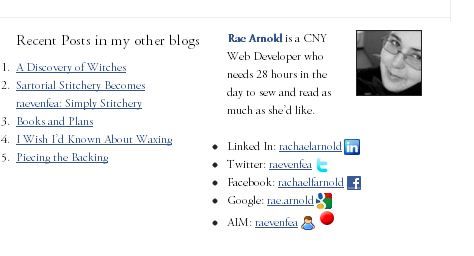 Recent Posts in my other blogs
1. A Discovery of Witches
2. Sartorial Stitchery Becomes
raevenfea: Simply Stitchery
3. Books and Plans
4. I Wish I'd Known About Waxing
5. Piecing the Backing
Rae Arnold is a CNY
Web Developer who
needs 28 hours in the
day to sew and read as
much as she'd like.
Linked In: rachaelarnold in
Twitter: raevenfea t
Facebook: rachaelfarnold f
Google: rae.arnold g
AIM: raevenfea